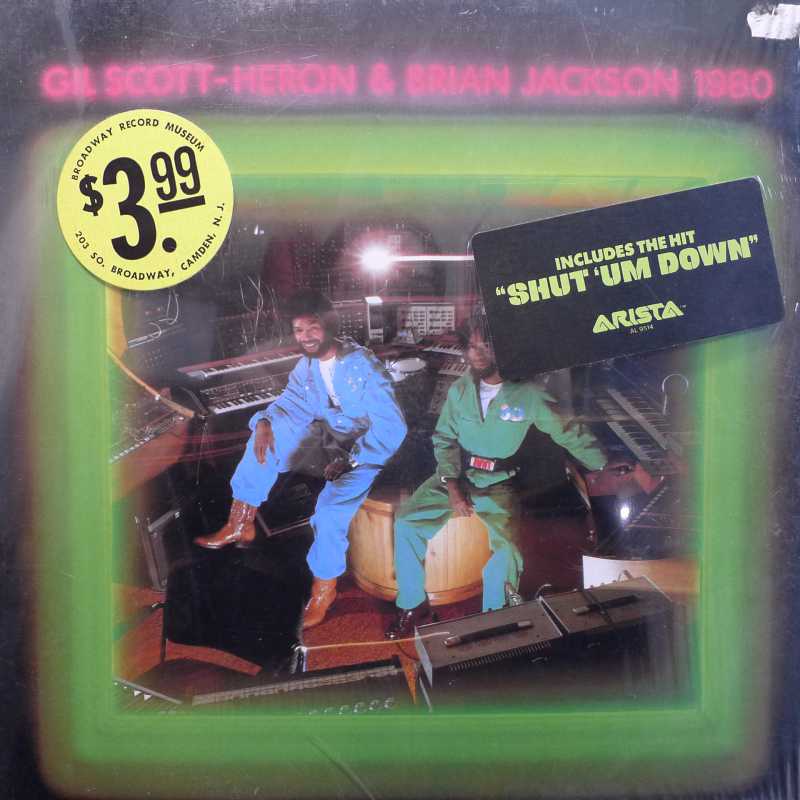 GIL SCOTT-HERON & BRIAN JACKSON 1980
BROADWAY RECORD MUSEUM
$3.99
203 SO. BROADWAY, CAMDEN, N. J.
INCLUDES THE HIT
"SHUT 'UM DOWN"
ARISTA™
AL 9514